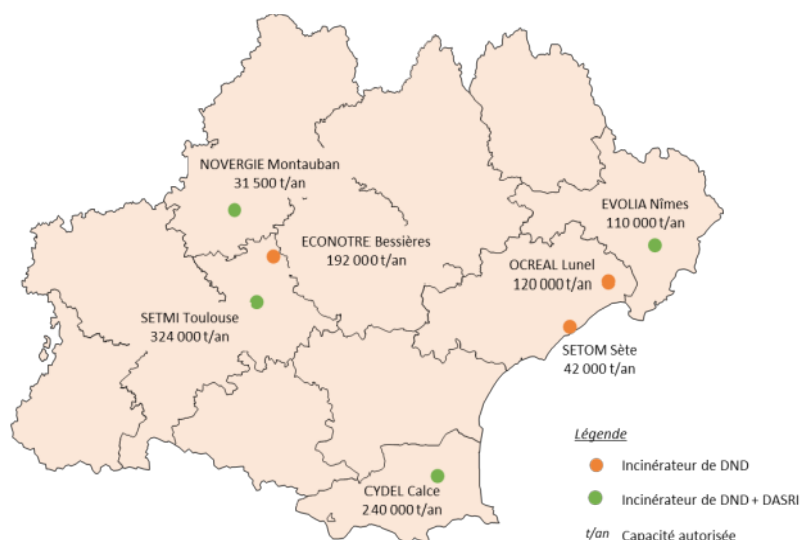 NOVERGIE Montauban
31 500 t/an
EVOLIA Nîmes
110 000 t/an
ECONOTRE Bessières
192 000 t/an
OCREAL Lunel
120 000 t/an
SETMI Toulouse
324 000 t/an
SETOM Sète
42 000 t/an
CYDEL Calce
240 000 t/an
Légende
Incinérateur de DND
Incinérateur de DND + DASRI
t/an Capacité autorisée